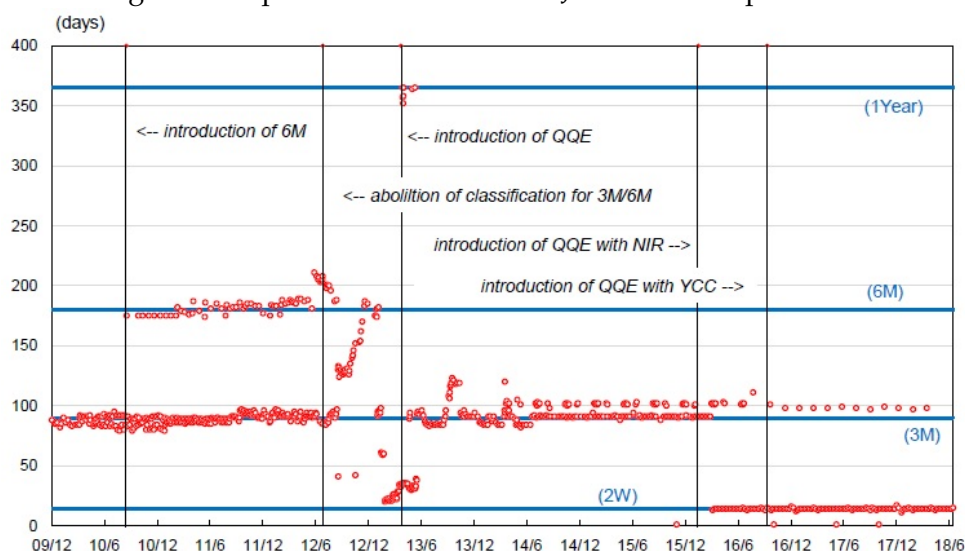 (days)
400
350
300
250
200
150
100
50
0
(1Year)
<-- introduction of 6M
<-- introduction of QQE
<-- aboliltion of classification for 3M/6M
introduction of QQE with NIR -->
introduction of QQE with YCC -->
(6M)
(3M)
(2W)
09/12 10/6 10/12 11/6 11/12 12/6 12/12 13/6 13/12 14/6 14/12 15/6 15/12 16/6 16/12 17/6 17/12 18/6